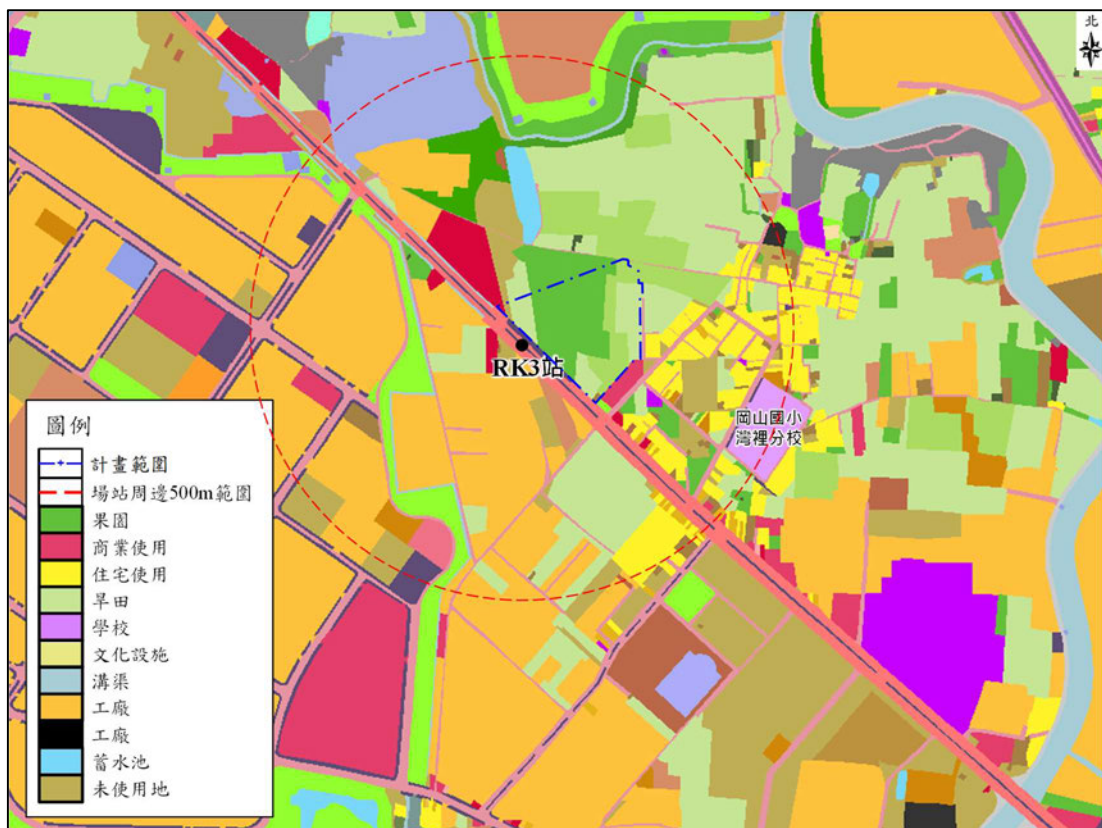 北
RK3站
岡山國小
灣裡分校
圖例
計畫範圍
場站周邊500m範圍
果園
商業使用
住宅使用
旱田
學校
文化設施
溝渠
工廠
工廠
蓄水池
未使用地